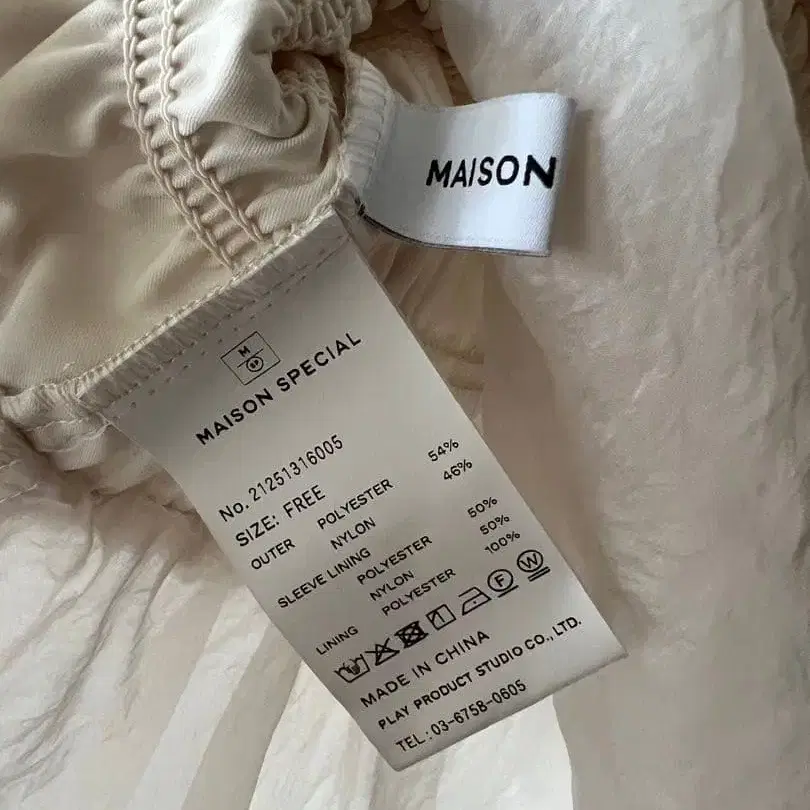 MAISON
M
SP
MAISON SPECIAL
No. 21251316005
SIZE: FREE
OUTER POLYESTER 54%
NYLON 46%
SLEEVE LINING
POLYESTER 50%
NYLON 50%
LINING POLYESTER 100%
F W
MADE IN CHINA
PLAY PRODUCT STUDIO CO., LTD.
TEL: 03-6758-0605